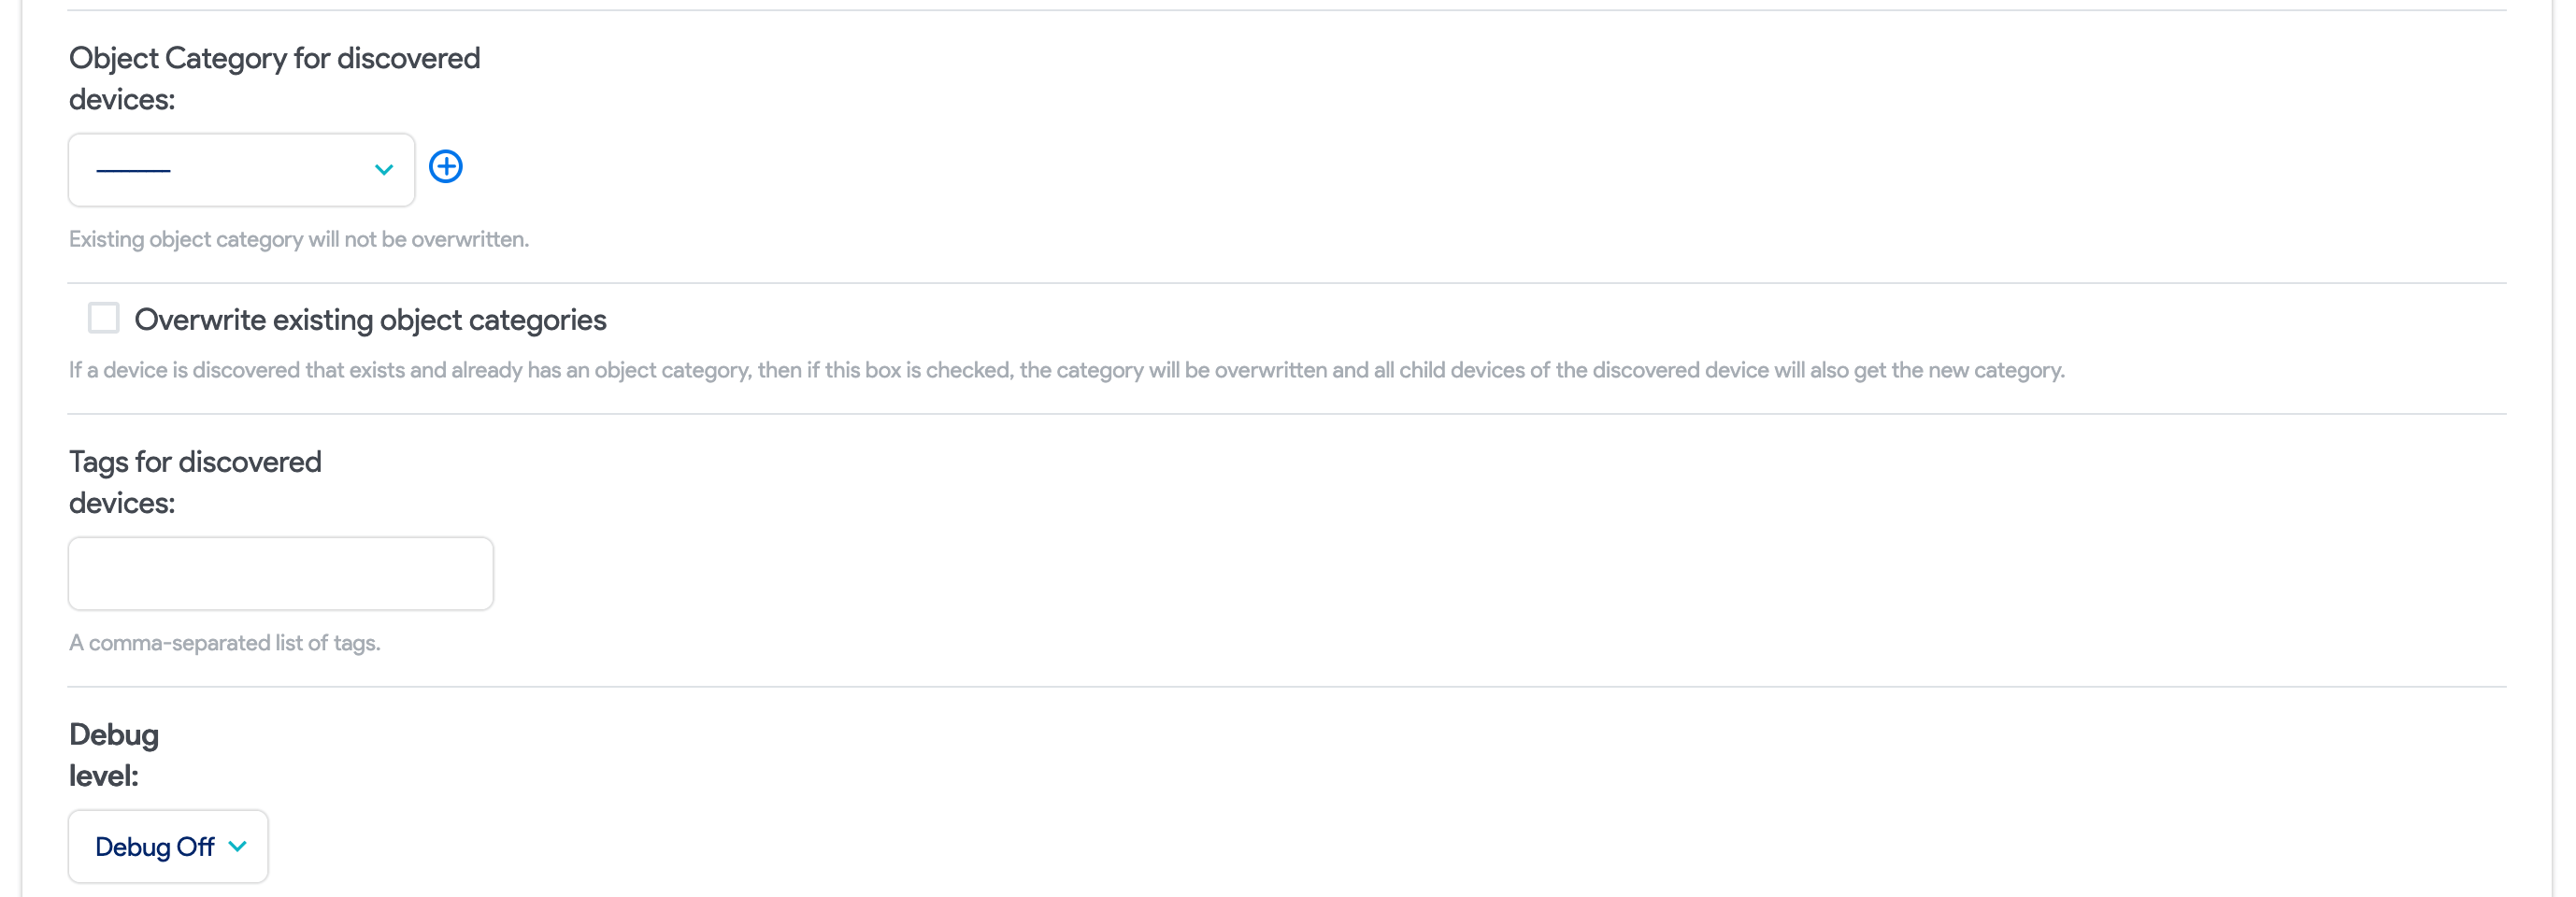 Object Category for discovered
devices:
---------
Existing object category will not be overwritten.
Overwrite existing object categories
If a device is discovered that exists and already has an object category, then if this box is checked, the category will be overwritten and all child devices of the discovered device will also get the new category.
Tags for discovered
devices:
A comma-separated list of tags.
Debug
level:
Debug Off